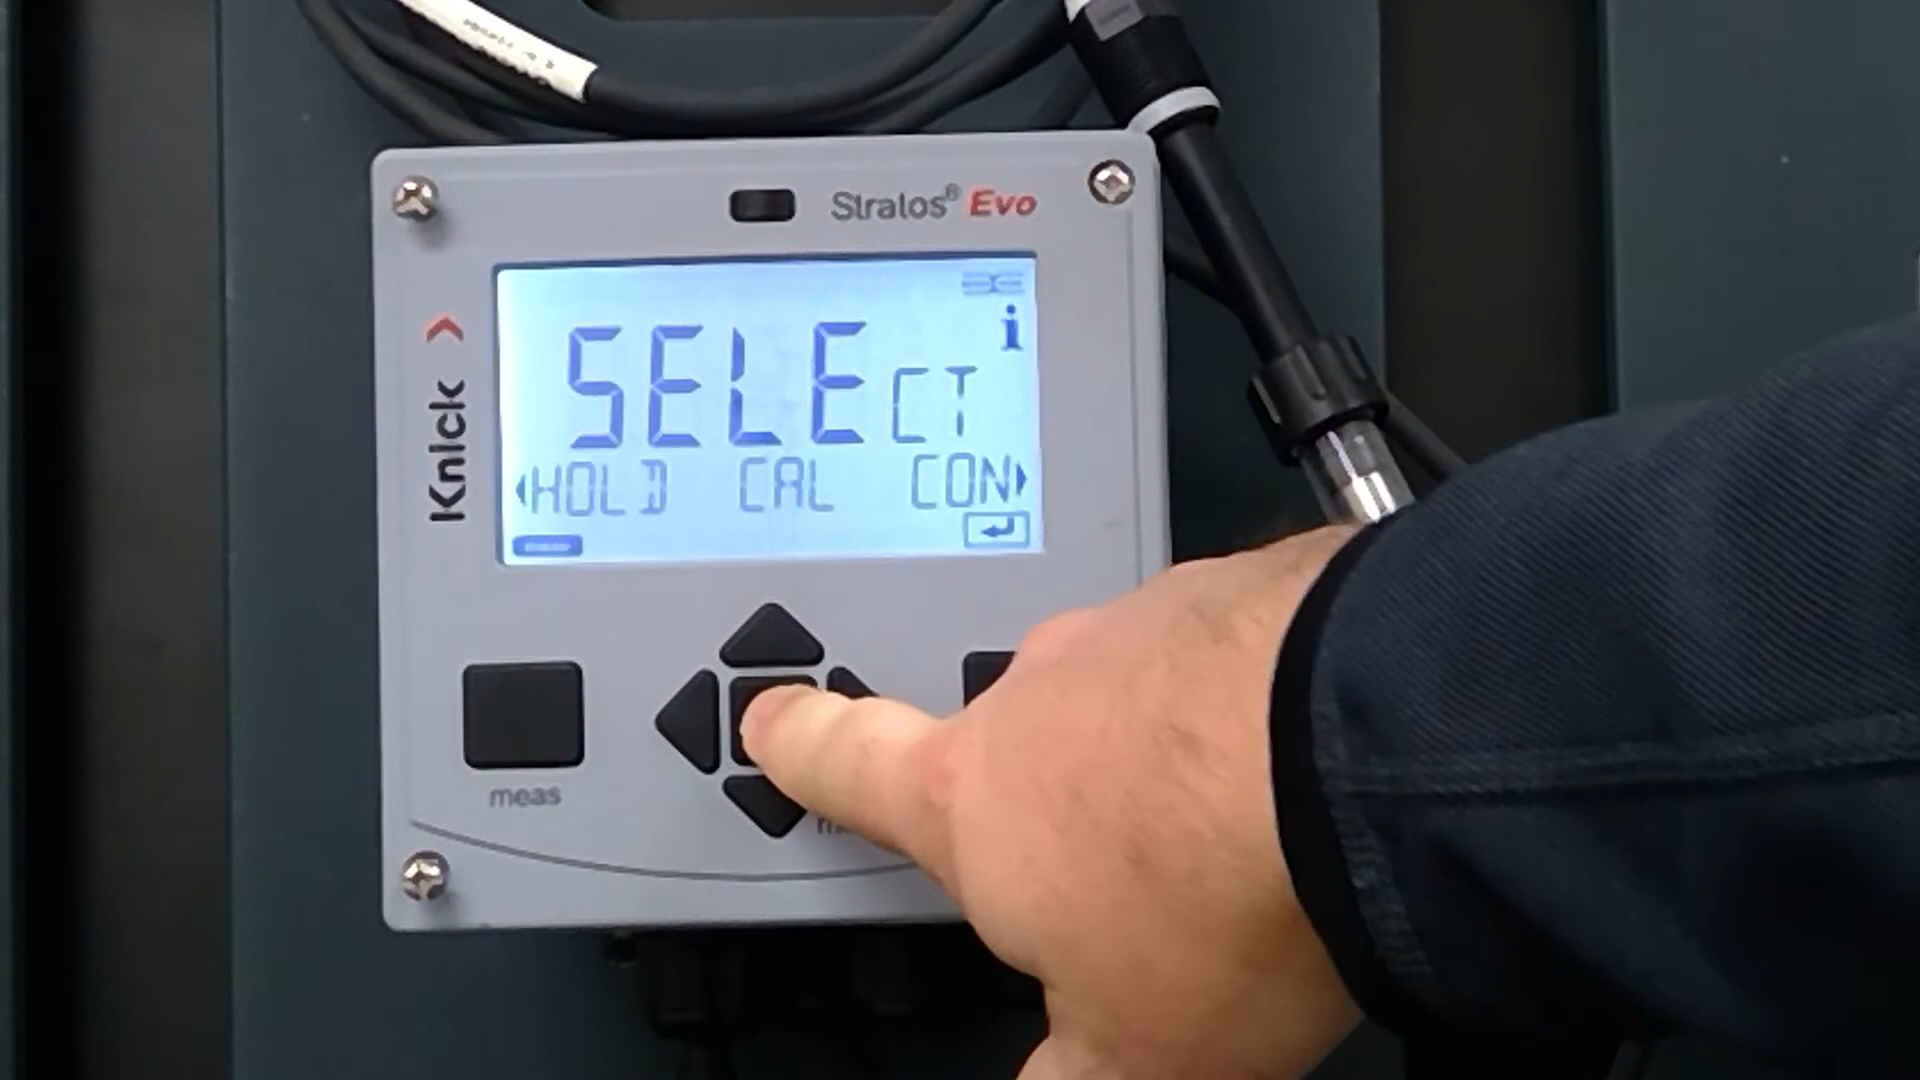 Stratos® Evo
Knick >
i
SELECT
HOLD CAL CON
meas